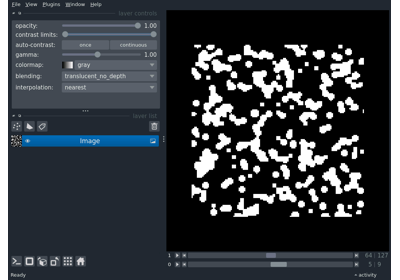 File View Plugins Window Help
layer controls
opacity: 1.00
contrast limits:
auto-contrast: once continuous
gamma: 1.00
colormap: gray
blending: translucent_no_depth
interpolation: nearest
layer list
Image
1 64 127
0 5 9
Ready activity